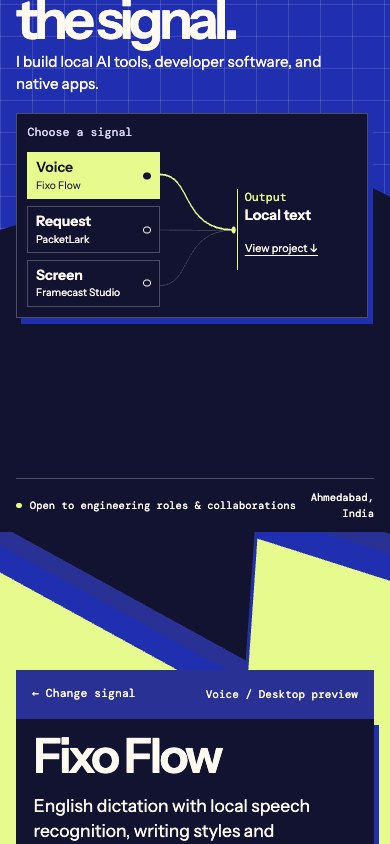 the signal.
I build local AI tools, developer software, and
native apps.
Choose a signal
Voice
Fixo Flow
Request
PacketLark
Screen
Framecast Studio
Output
Local text
View project ↓
Open to engineering roles & collaborations
Ahmedabad,
India
← Change signal
Voice / Desktop preview
Fixo Flow
English dictation with local speech
recognition, writing styles and